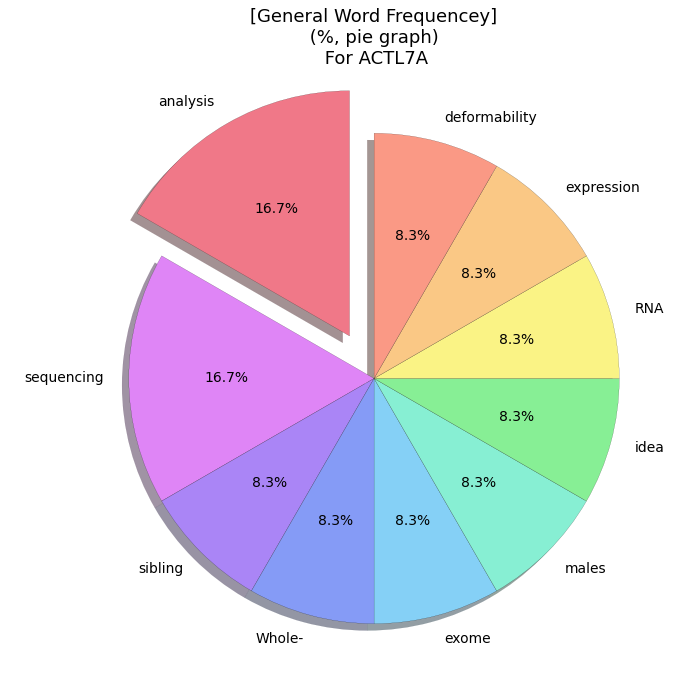 [General Word Frequencey]
(%, pie graph)
For ACTL7A
analysis
16.7%
deformability
8.3%
expression
8.3%
RNA
8.3%
idea
8.3%
males
8.3%
exome
8.3%
Whole-
8.3%
sibling
8.3%
sequencing
16.7%